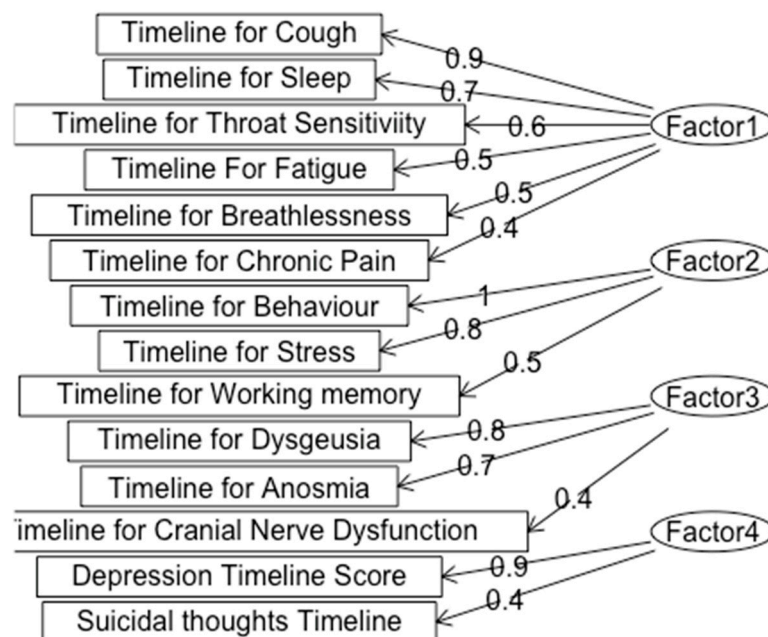 Timeline for Cough
0.9
Timeline for Sleep
0.7
Timeline for Throat Sensitiviity
0.6
Factor1
Timeline For Fatigue
0.5
Timeline for Breathlessness
0.5
0.4
Timeline for Chronic Pain
Factor2
Timeline for Behaviour
1
Timeline for Stress
0.8
0.5
Timeline for Working memory
Factor3
Timeline for Dysgeusia
0.8
Timeline for Anosmia
0.7
0.4
imeline for Cranial Nerve Dysfunction
Factor4
Depression Timeline Score
0.9
0.4
Suicidal thoughts Timeline